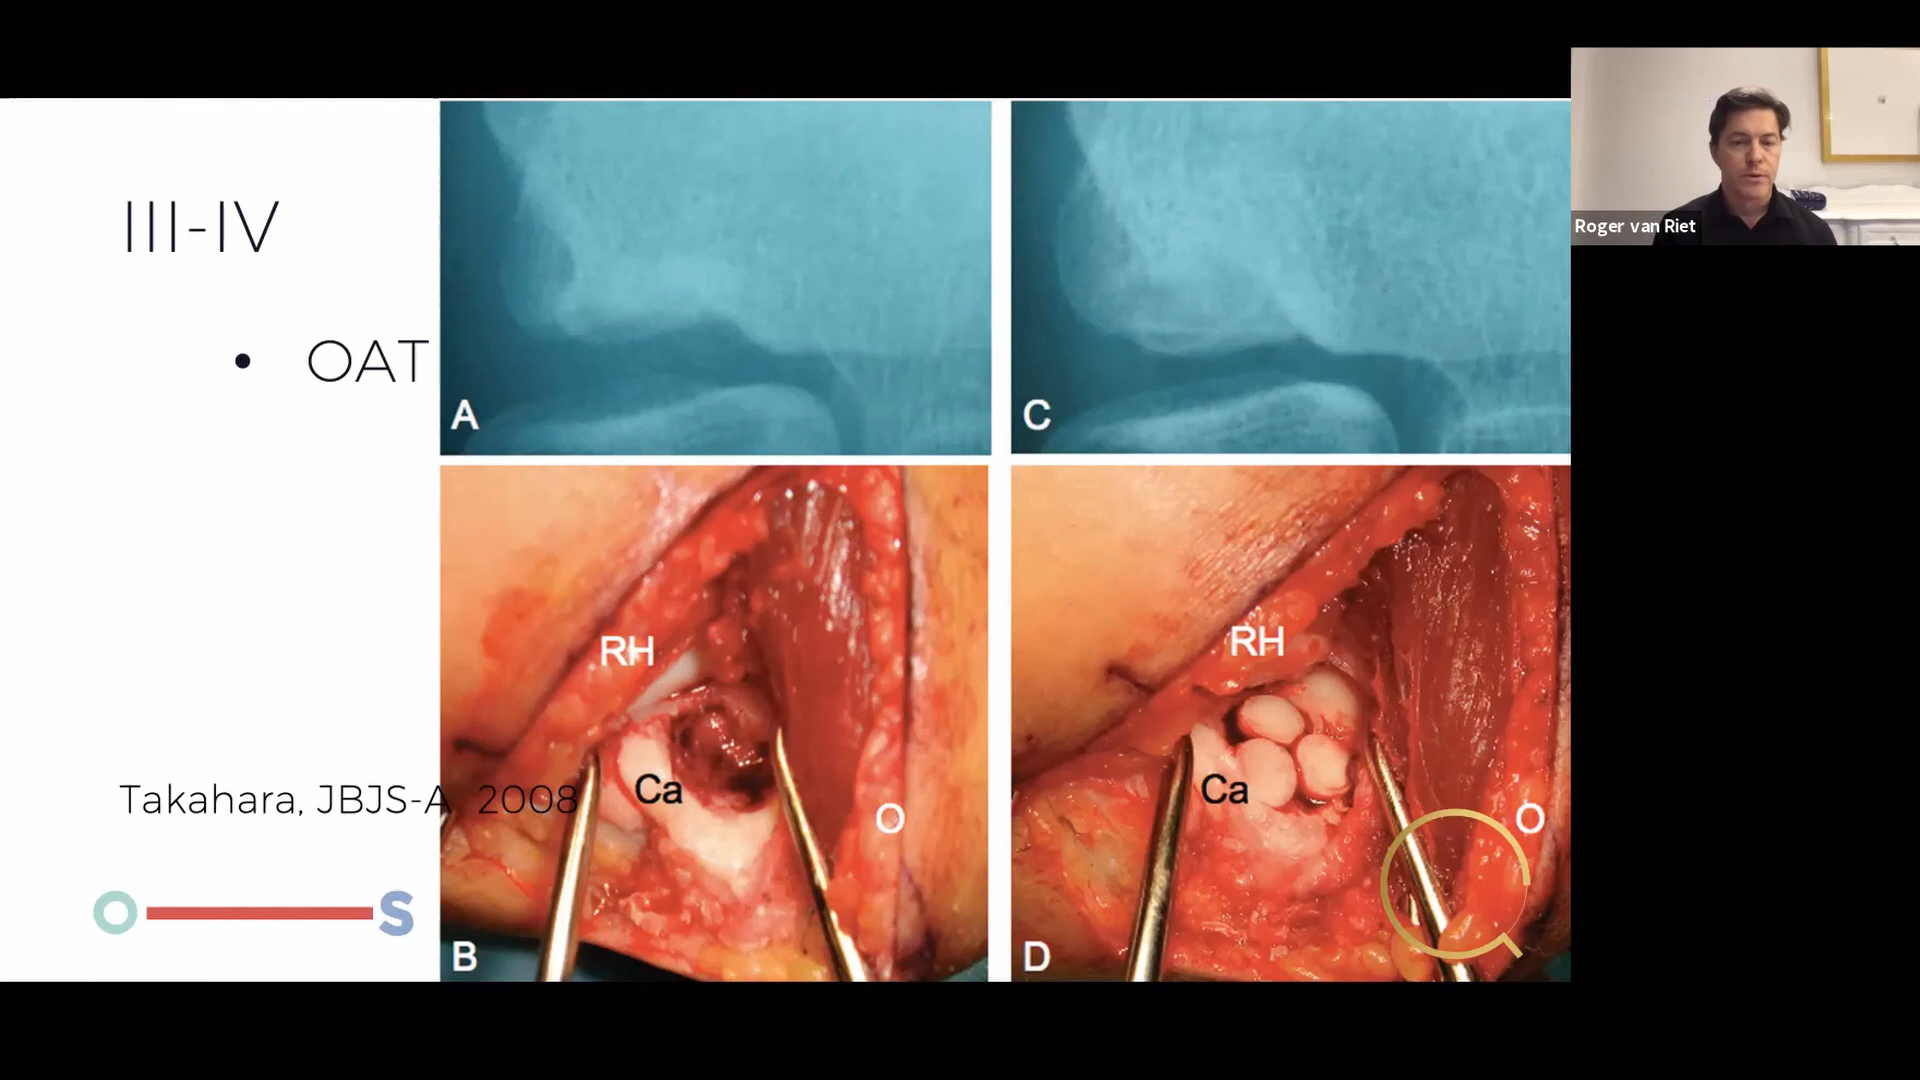 III-IV
• OAT
Takahara, JBJS-A, 2008
O S
A
C
RH
Ca
O
B
RH
Ca
O
D
Roger van Riet